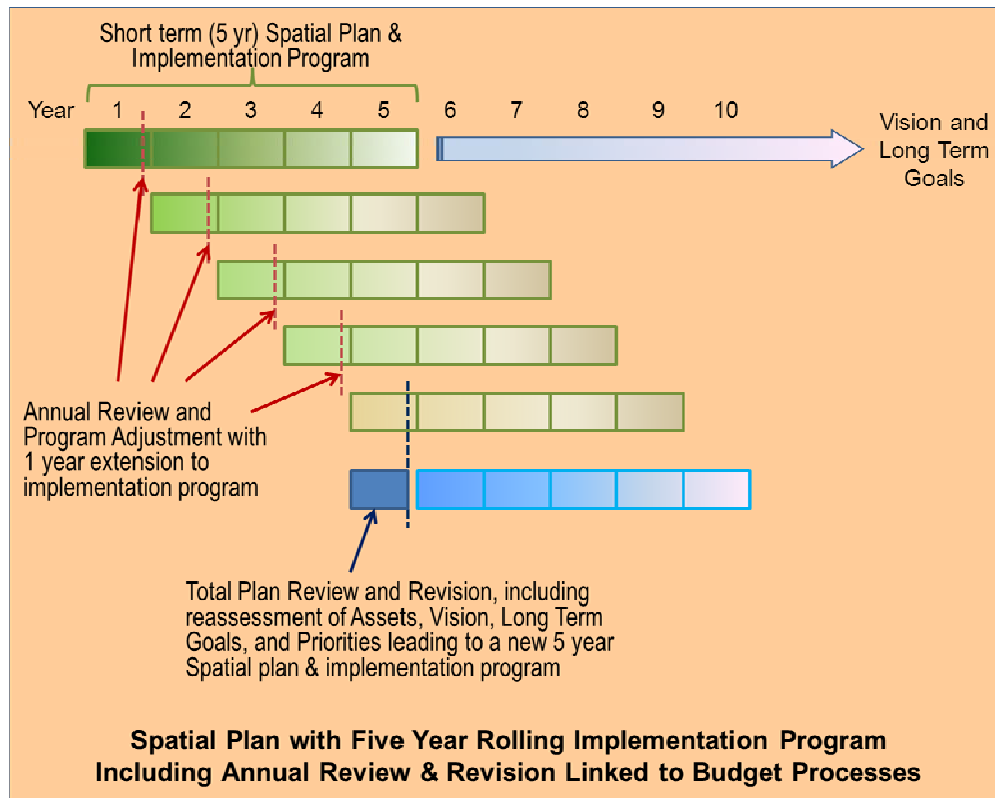 Short term (5 yr) Spatial Plan &
Implementation Program
Year 1 2 3 4 5 6 7 8 9 10
Vision and
Long Term
Goals
Annual Review and
Program Adjustment with
1 year extension to
implementation program
Total Plan Review and Revision, including
reassessment of Assets, Vision, Long Term
Goals, and Priorities leading to a new 5 year
Spatial plan & implementation program
Spatial Plan with Five Year Rolling Implementation Program
Including Annual Review & Revision Linked to Budget Processes